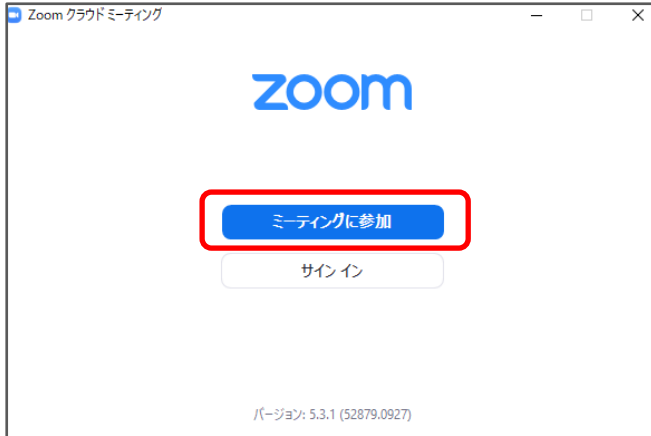 Zoom クラウド ミーティング
zoom
ミーティングに参加
サイン イン
バージョン: 5.3.1 (52879.0927)